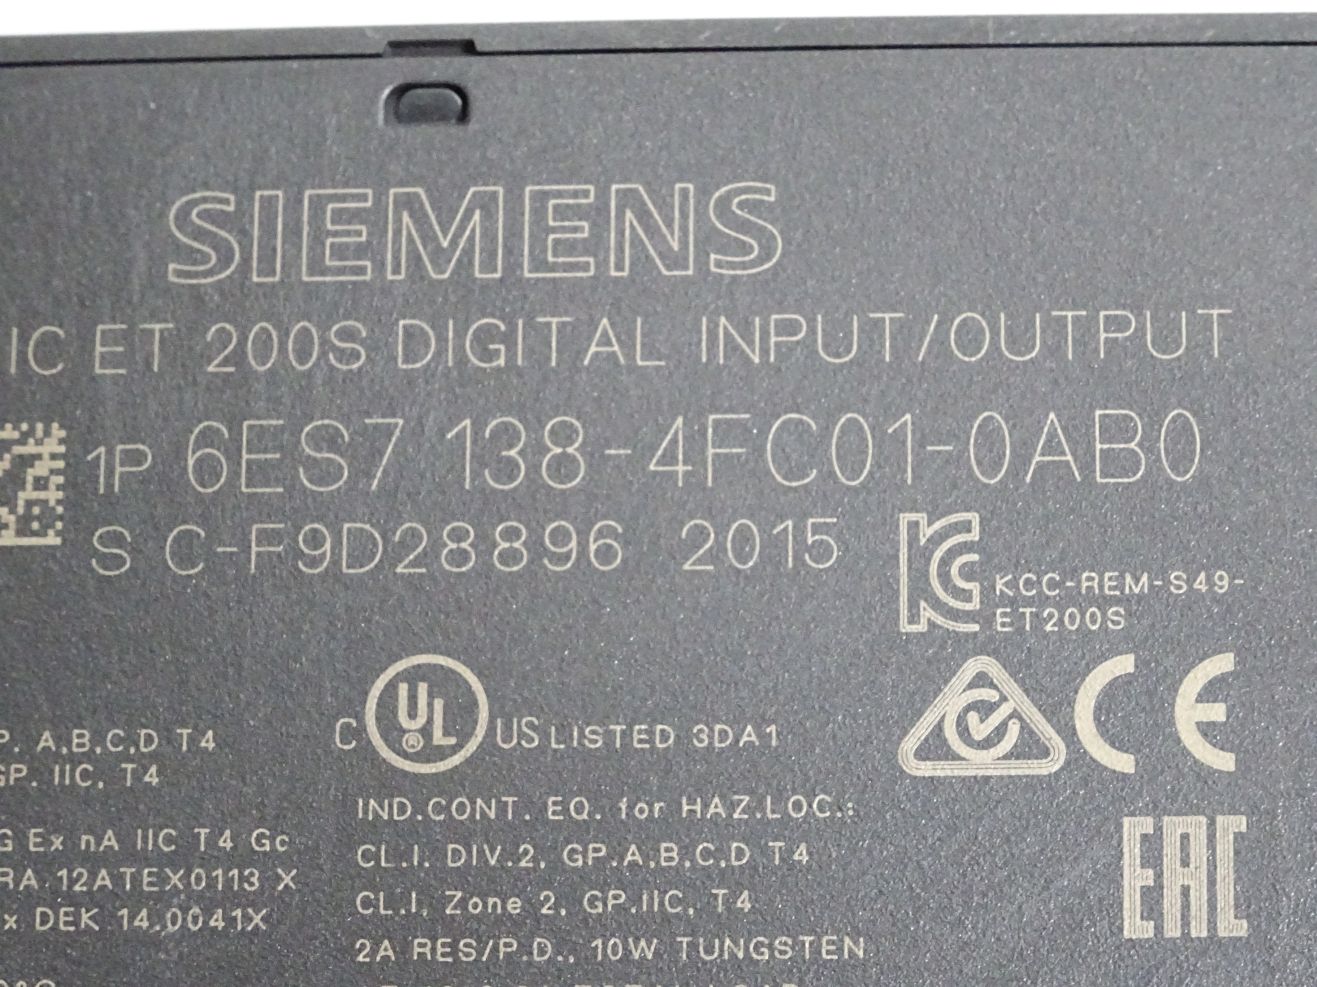 SIEMENS
IC ET 200S DIGITAL INPUT/OUTPUT
1P 6ES7 138-4FC01-0AB0
S C-F9D28896 2015
KCC-REM-S49-
ET200S
P. A,B,C,D T4
GP. IIC, T4
C UL ® US LISTED 3DA1
CE
IND.CONT. EQ. for HAZ.LOC.:
CL.I. DIV.2, GP.A,B,C,D T4
CL.I, Zone 2, GP.IIC, T4
2A RES/P.D., 10W TUNGSTEN
G Ex nA IIC T4 Gc
RA 12ATEX0113 X
x DEK 14.0041X
EAC